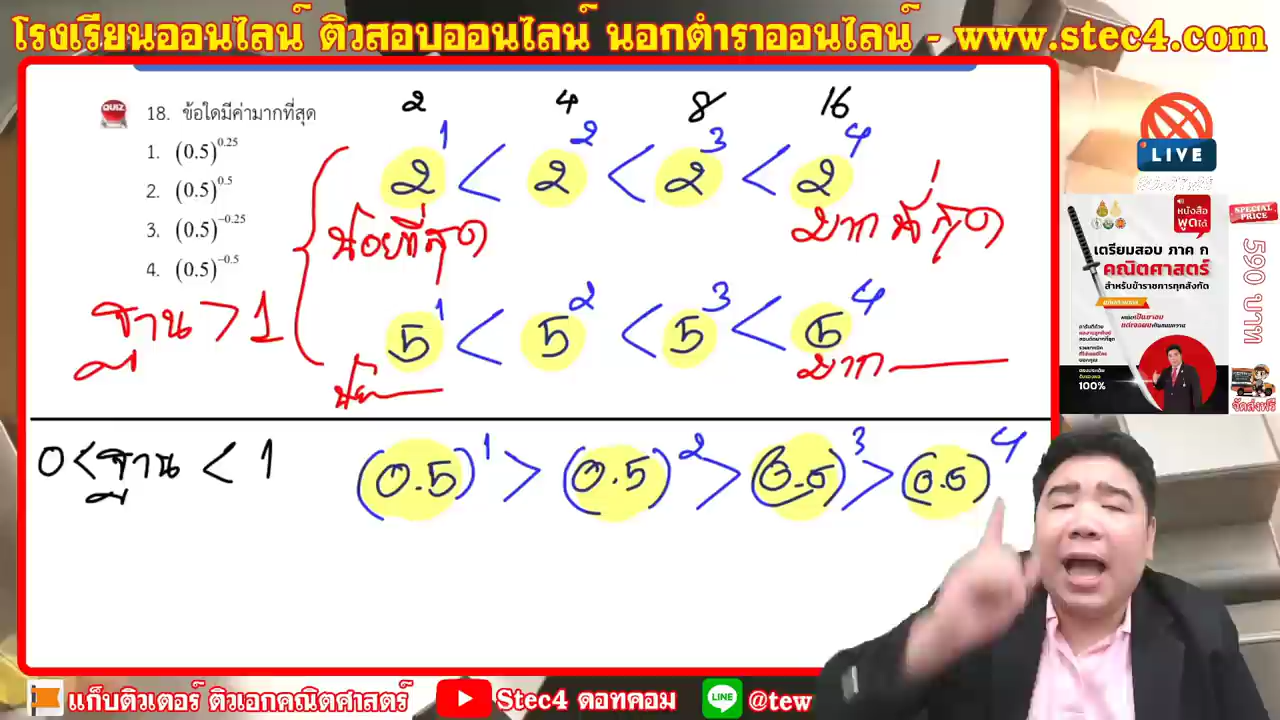 โรงเรียนออนไลน์ ติวสอบออนไลน์ นอกตำราออนไลน์ - www.stec4.com
QUIZ 18. ข้อใดมีค่ามากที่สุด
1. (0.5)^0.25
2. (0.5)^0.5
3. (0.5)^-0.25
4. (0.5)^-0.5
2 4 8 16
2^1 < 2^2 < 2^3 < 2^4
น้อยที่สุด มากที่สุด
ฐาน > 1
5^1 < 5^2 < 5^3 < 5^4
น้อย มาก
0 < ฐาน < 1
(0.5)^1 > (0.5)^2 > (0.5)^3 > (0.5)^4
LIVE
หนังสือ
พูดได้
เตรียมสอบ ภาค ก
คณิตศาสตร์
สำหรับข้าราชการทุกสังกัด
100%
SPECIAL
PRICE
590 บาท
จัดส่งฟรี
แก็บติวเตอร์ ติวเอกคณิตศาสตร์
Stec4 ดอทคอม
LINE @tew